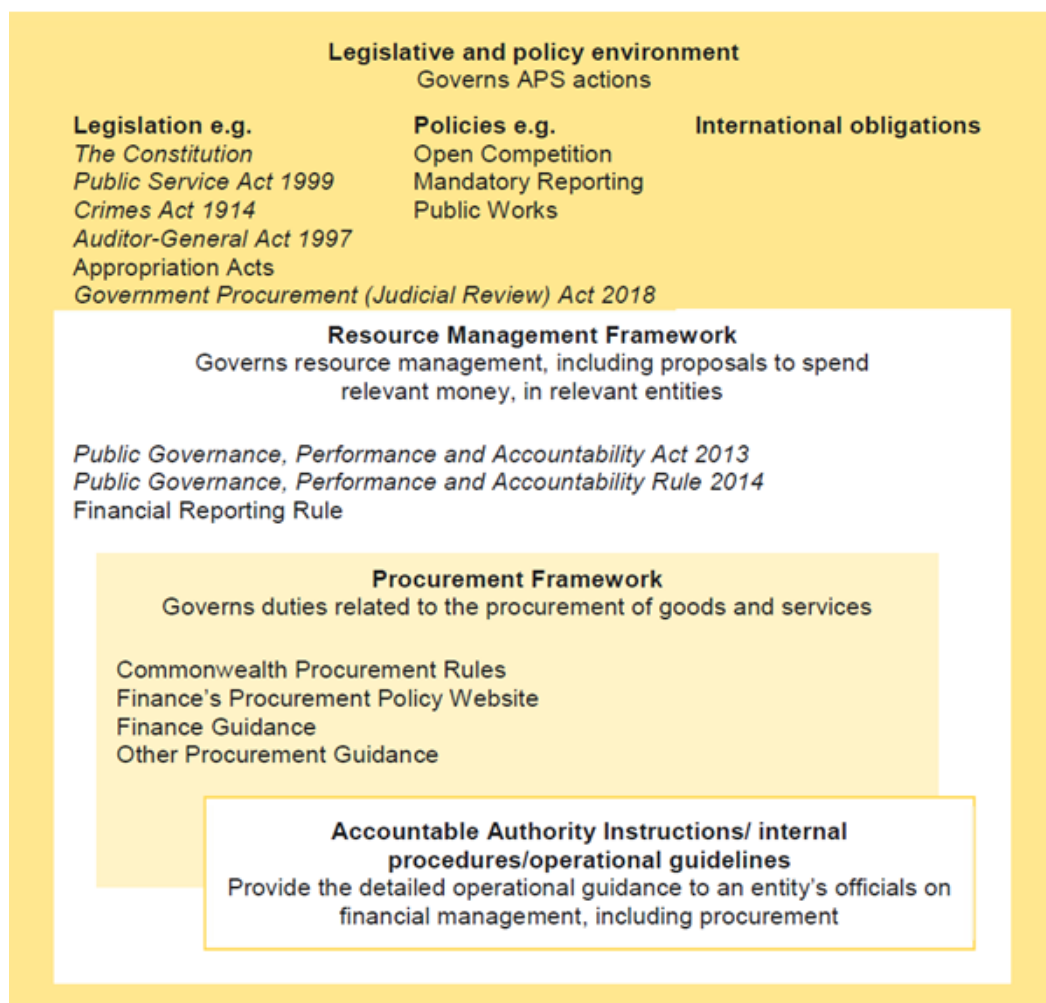 Legislative and policy environment
Governs APS actions
Legislation e.g.
The Constitution
Public Service Act 1999
Crimes Act 1914
Auditor-General Act 1997
Appropriation Acts
Government Procurement (Judicial Review) Act 2018
Policies e.g.
Open Competition
Mandatory Reporting
Public Works
International obligations
Resource Management Framework
Governs resource management, including proposals to spend
relevant money, in relevant entities
Public Governance, Performance and Accountability Act 2013
Public Governance, Performance and Accountability Rule 2014
Financial Reporting Rule
Procurement Framework
Governs duties related to the procurement of goods and services
Commonwealth Procurement Rules
Finance's Procurement Policy Website
Finance Guidance
Other Procurement Guidance
Accountable Authority Instructions/ internal
procedures/operational guidelines
Provide the detailed operational guidance to an entity's officials on
financial management, including procurement